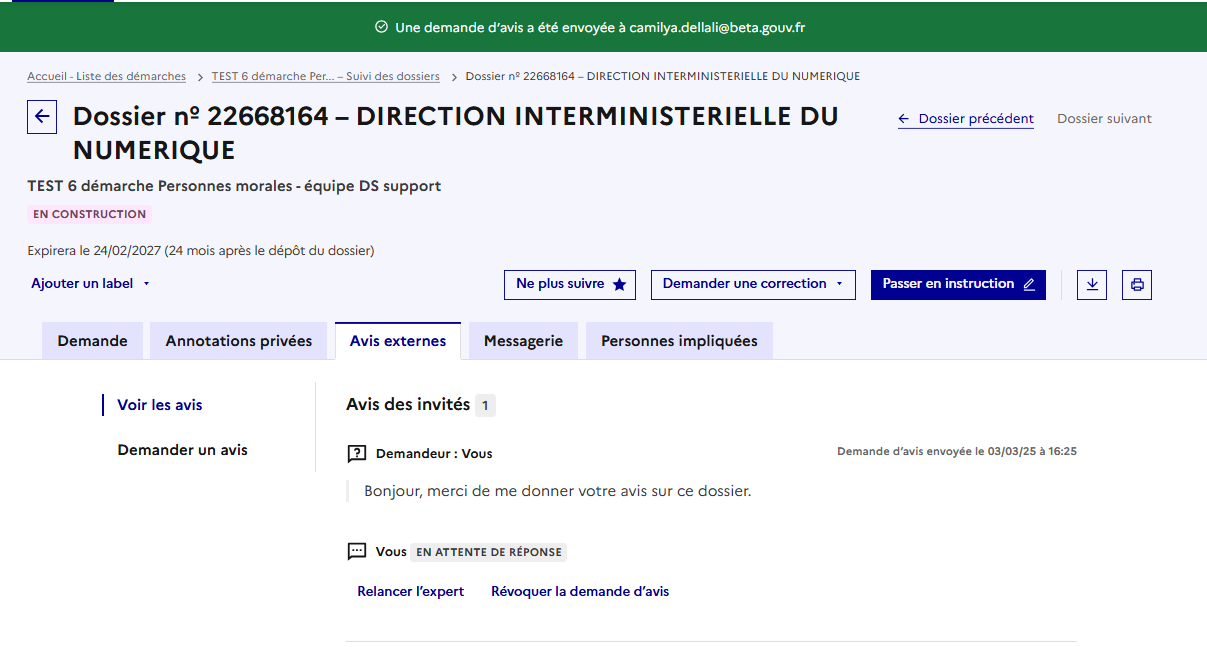 Une demande d’avis a été envoyée à camilya.dellali@beta.gouv.fr
Accueil - Liste des démarches > TEST 6 démarche Per... – Suivi des dossiers > Dossier nº 22668164 – DIRECTION INTERMINISTERIELLE DU NUMERIQUE
Dossier nº 22668164 – DIRECTION INTERMINISTERIELLE DU
NUMERIQUE
Dossier précédent Dossier suivant
TEST 6 démarche Personnes morales - équipe DS support
EN CONSTRUCTION
Expirera le 24/02/2027 (24 mois après le dépôt du dossier)
Ajouter un label Ne plus suivre Demander une correction Passer en instruction
Demande Annotations privées Avis externes Messagerie Personnes impliquées
Voir les avis
Demander un avis
Avis des invités 1
Demandeur : Vous Demande d’avis envoyée le 03/03/25 à 16:25
Bonjour, merci de me donner votre avis sur ce dossier.
Vous EN ATTENTE DE RÉPONSE
Relancer l’expert Révoquer la demande d’avis